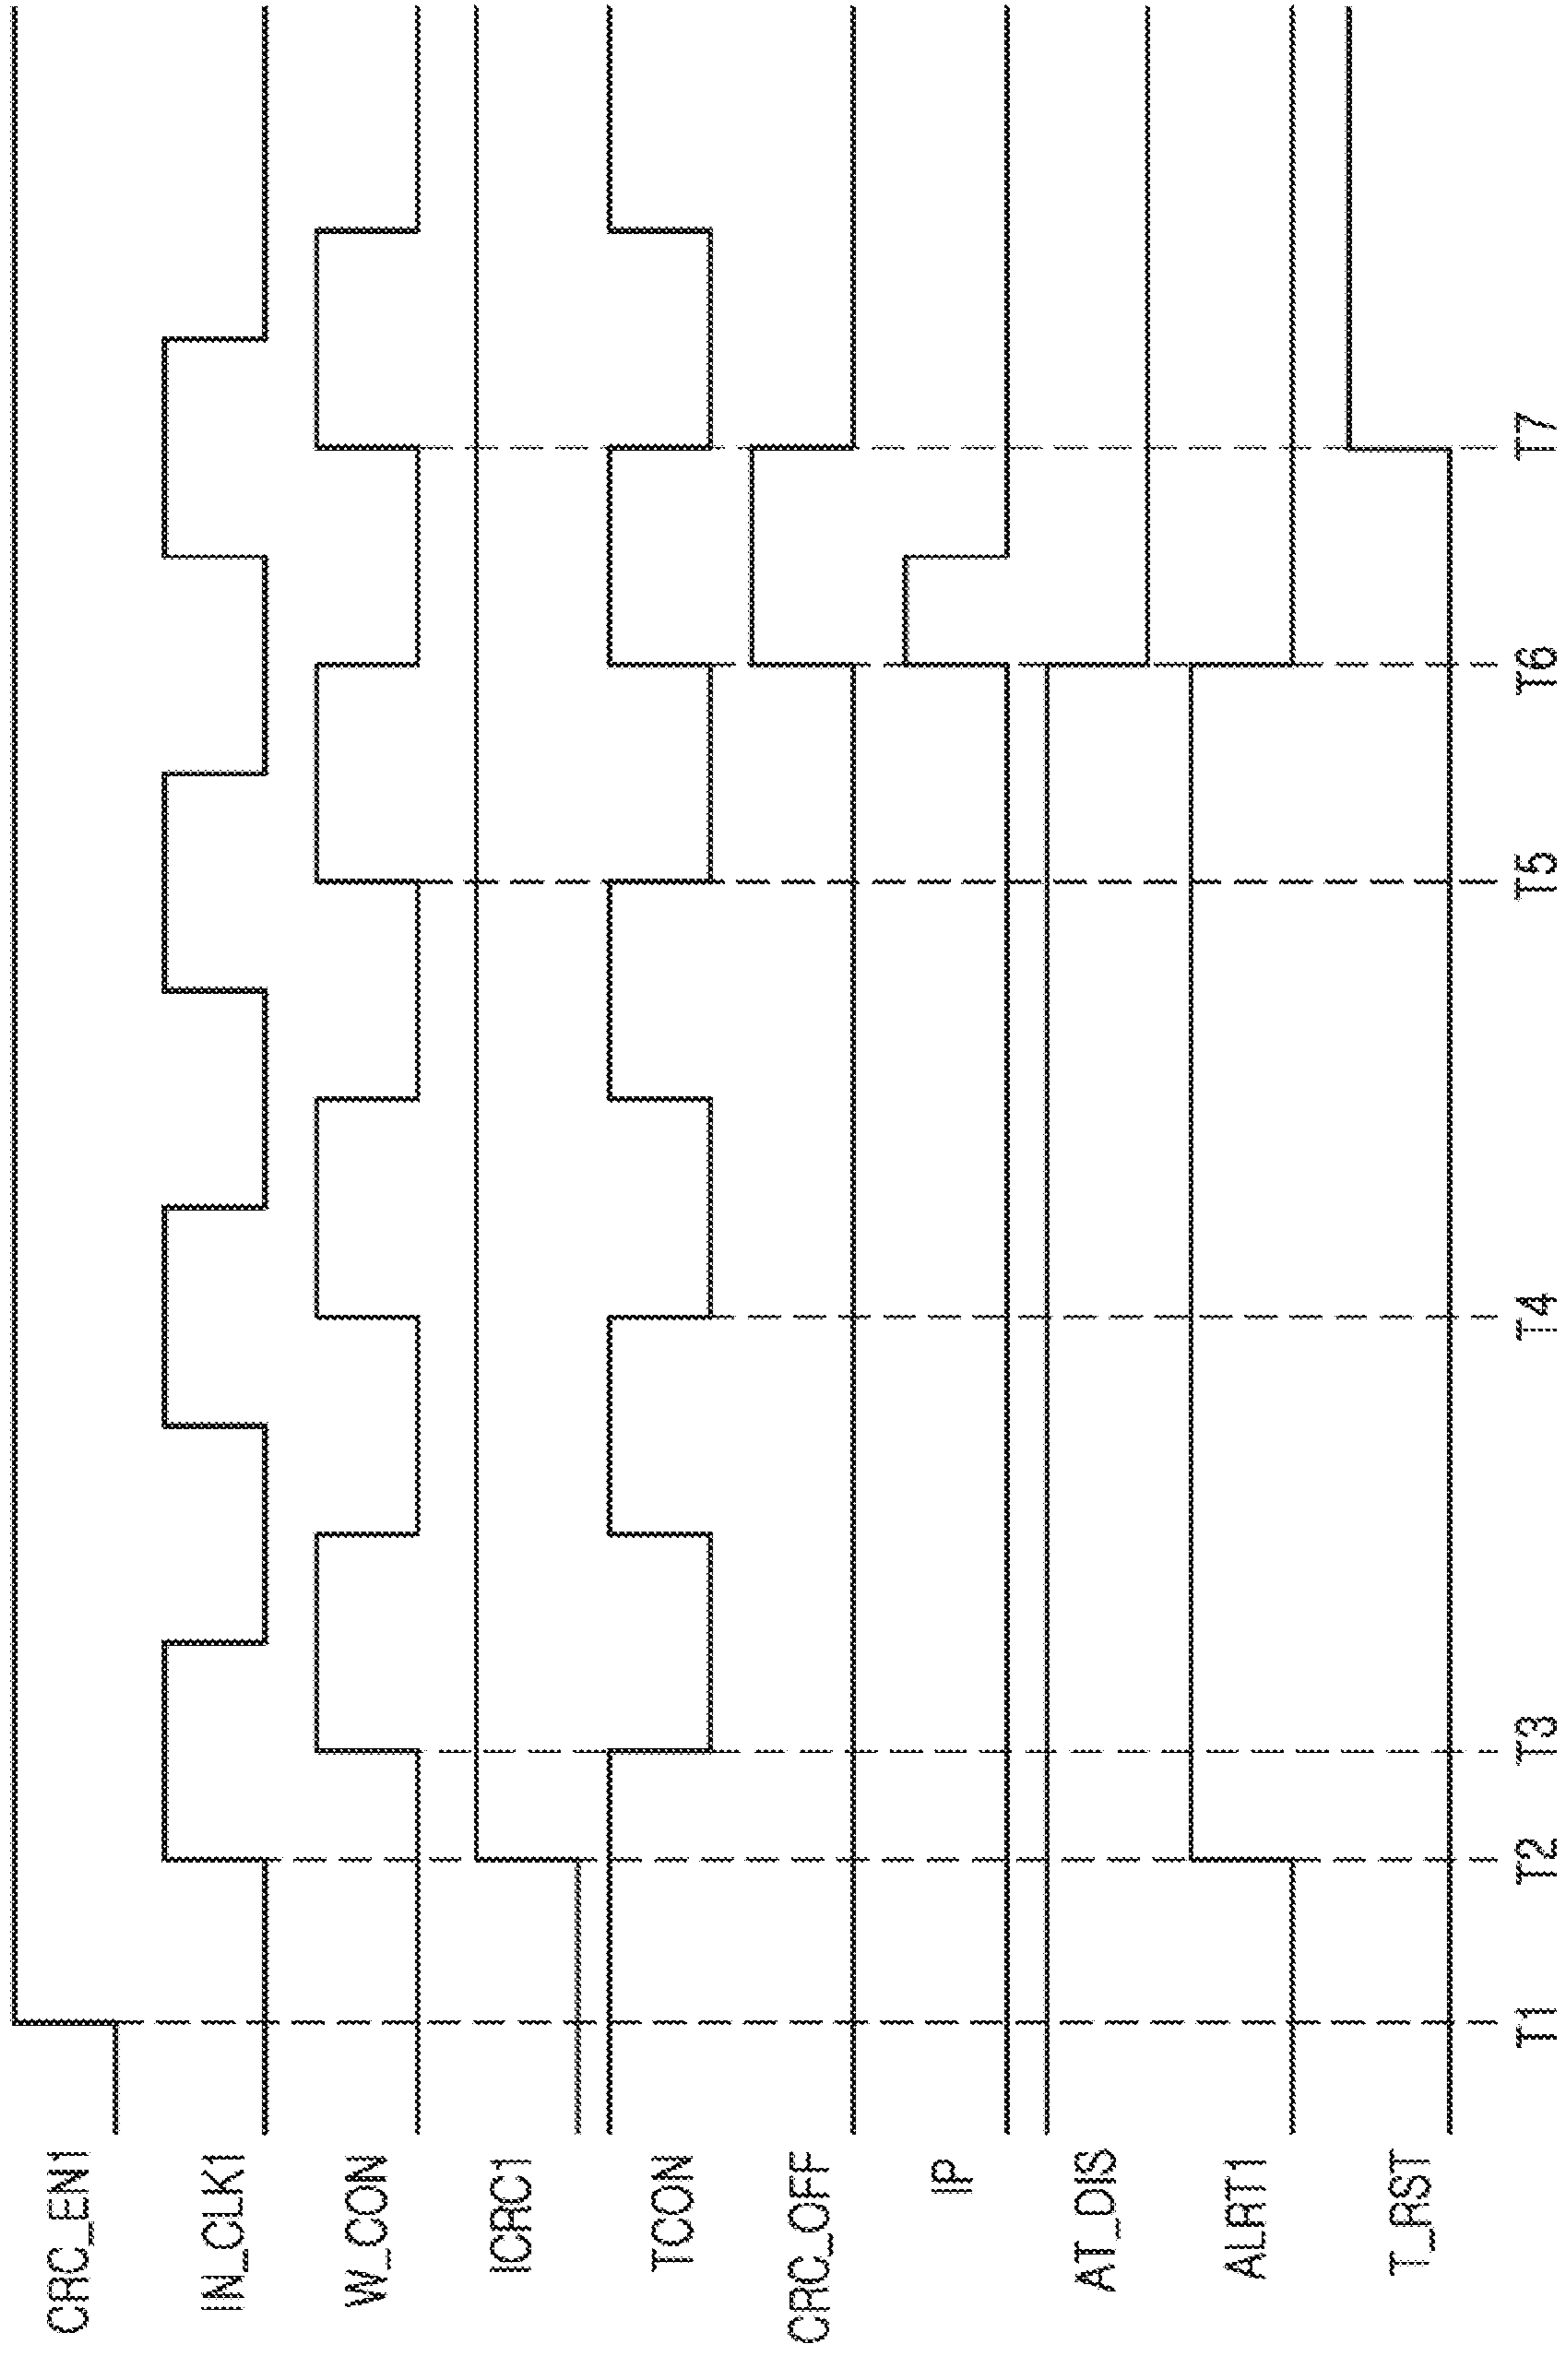 CRC_EN1
IN_CLK1
W_CON
ICRC1
TCON
CRC_OFF
IP
AT_DIS
ALRT1
T_RST
T1 T2 T3 T4 T5 T6 T7